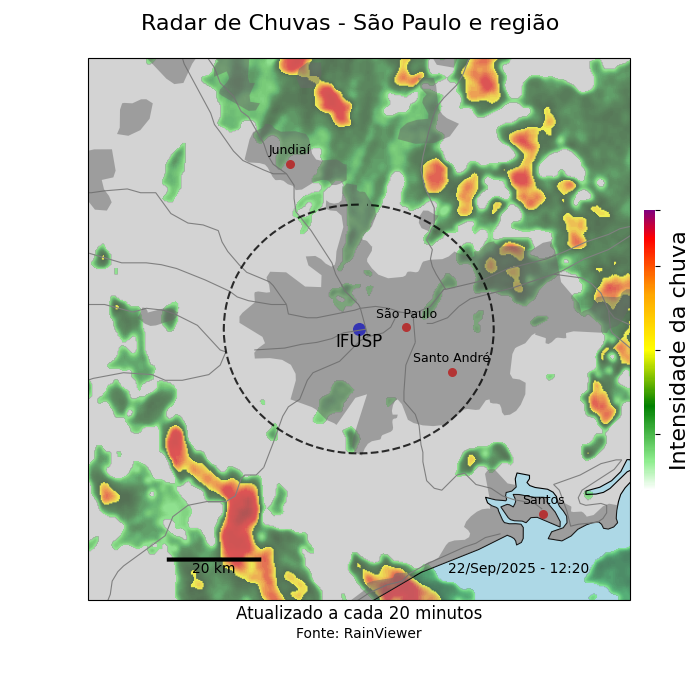 Radar de Chuvas - São Paulo e região
Jundiaí
São Paulo
IFUSP
Santo André
Santos
20 km
22/Sep/2025 - 12:20
Intensidade da chuva
Atualizado a cada 20 minutos
Fonte: RainViewer